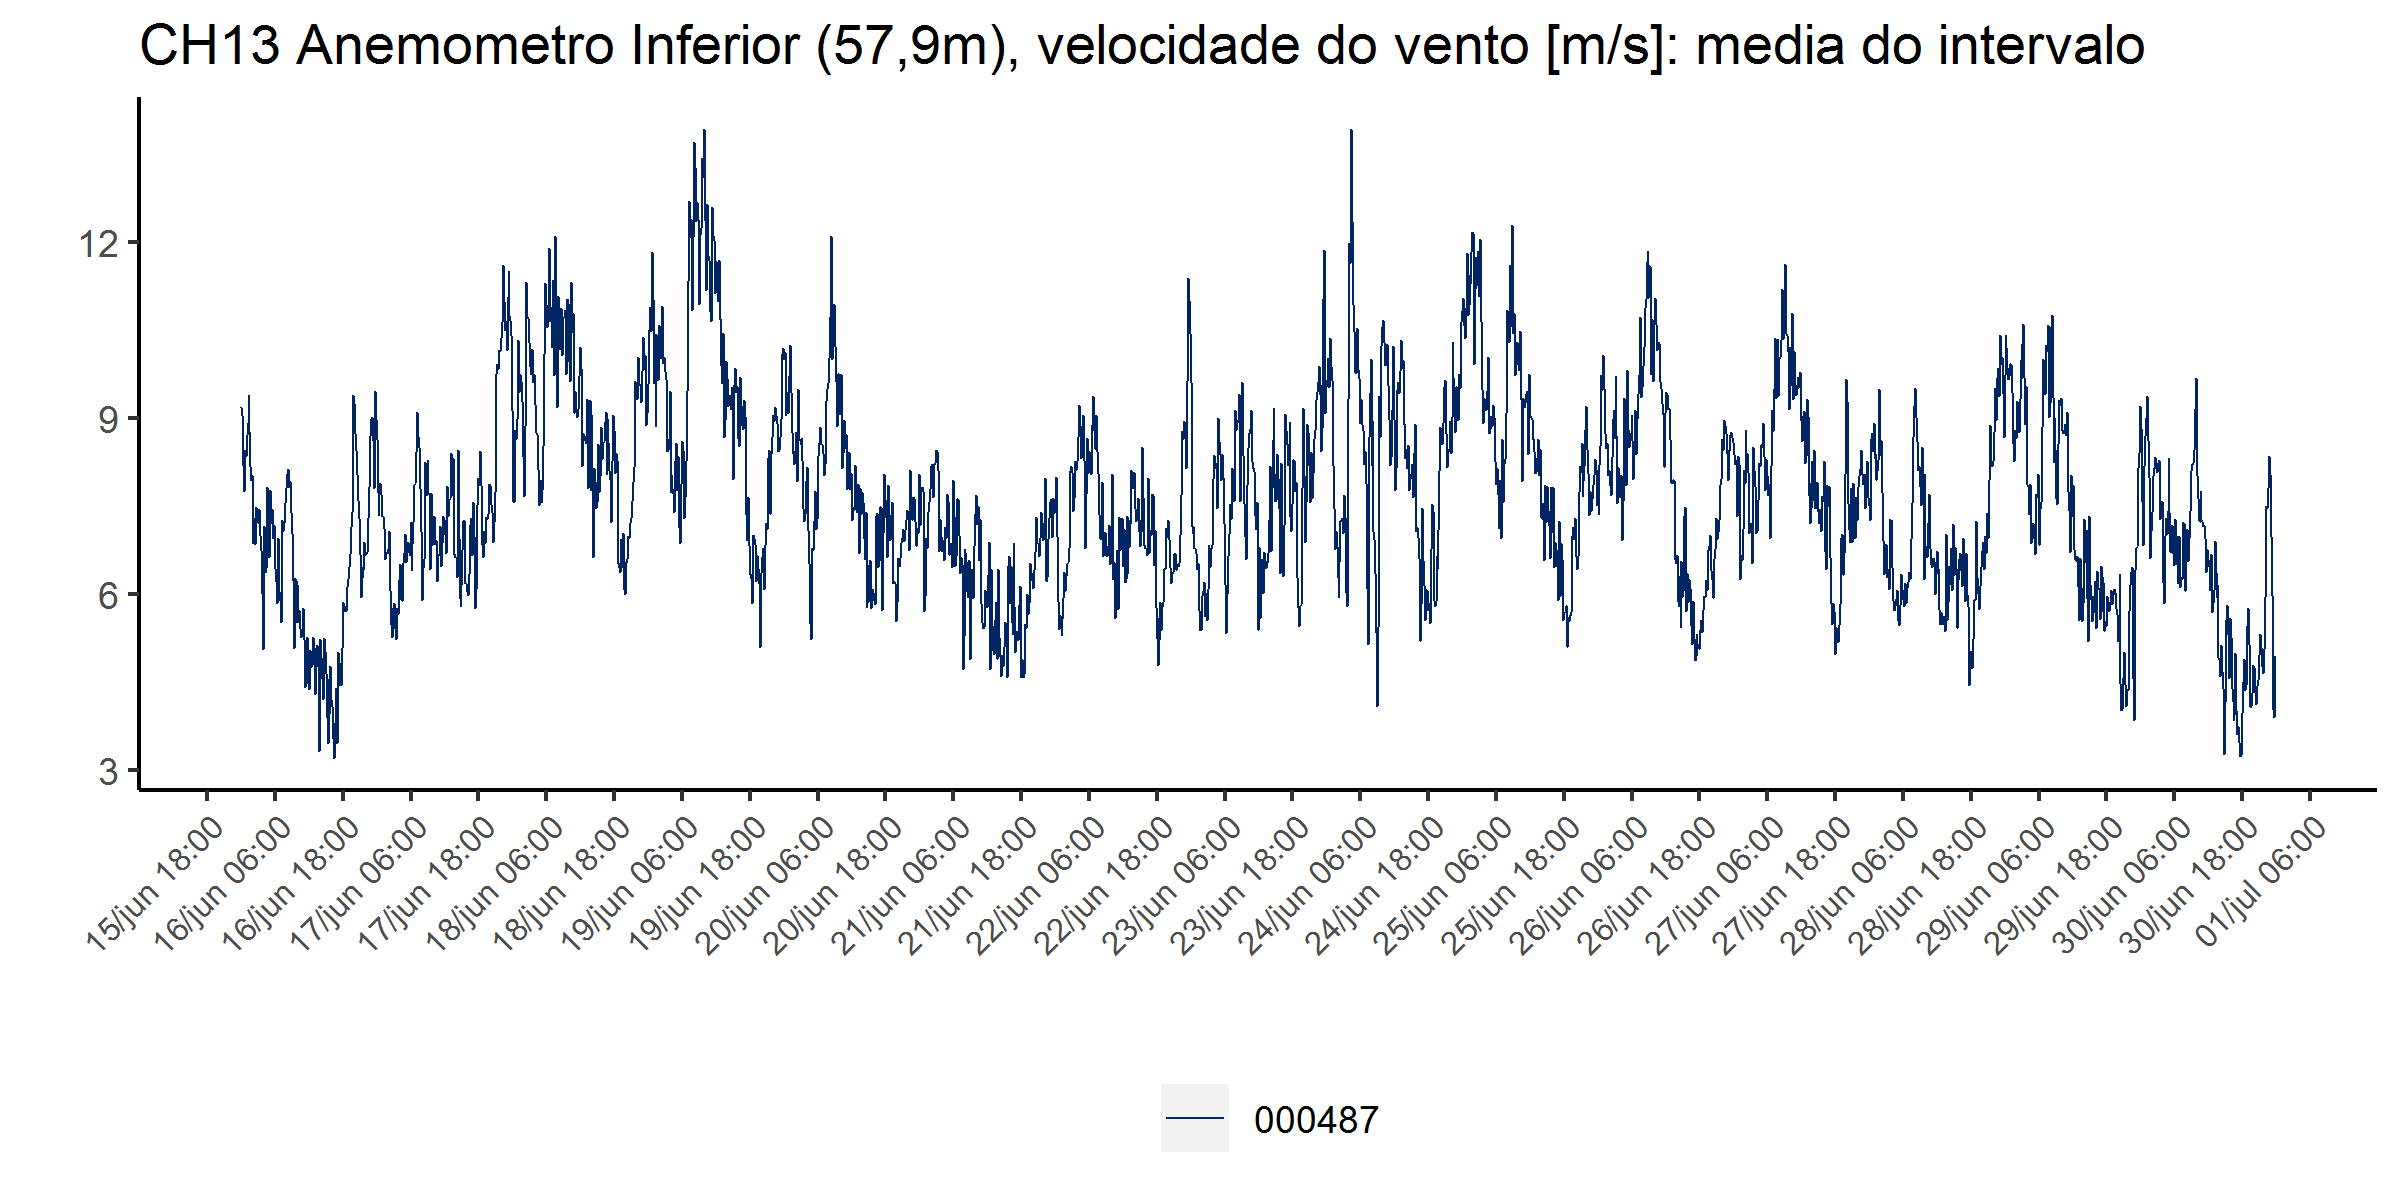 CH13 Anemometro Inferior (57,9m), velocidade do vento [m/s]: media do intervalo
12
9
6
3
15/jun 18:00
16/jun 06:00
16/jun 18:00
17/jun 06:00
17/jun 18:00
18/jun 06:00
18/jun 18:00
19/jun 06:00
19/jun 18:00
20/jun 06:00
20/jun 18:00
21/jun 06:00
21/jun 18:00
22/jun 06:00
22/jun 18:00
23/jun 06:00
23/jun 18:00
24/jun 06:00
24/jun 18:00
25/jun 06:00
25/jun 18:00
26/jun 06:00
26/jun 18:00
27/jun 06:00
27/jun 18:00
28/jun 06:00
28/jun 18:00
29/jun 06:00
29/jun 18:00
30/jun 06:00
30/jun 18:00
01/jul 06:00
000487